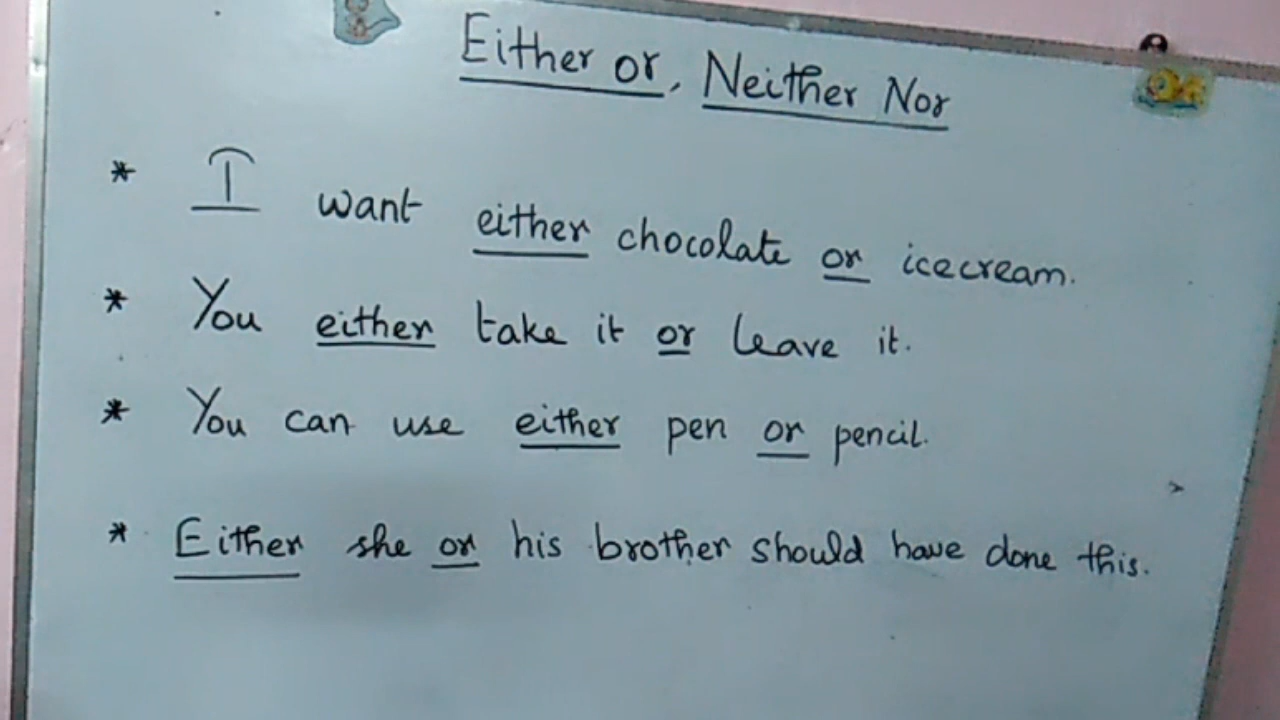 Either or, Neither Nor
* I want either chocolate or icecream.
* You either take it or leave it.
* You can use either pen or pencil.
* Either she or his brother should have done this.